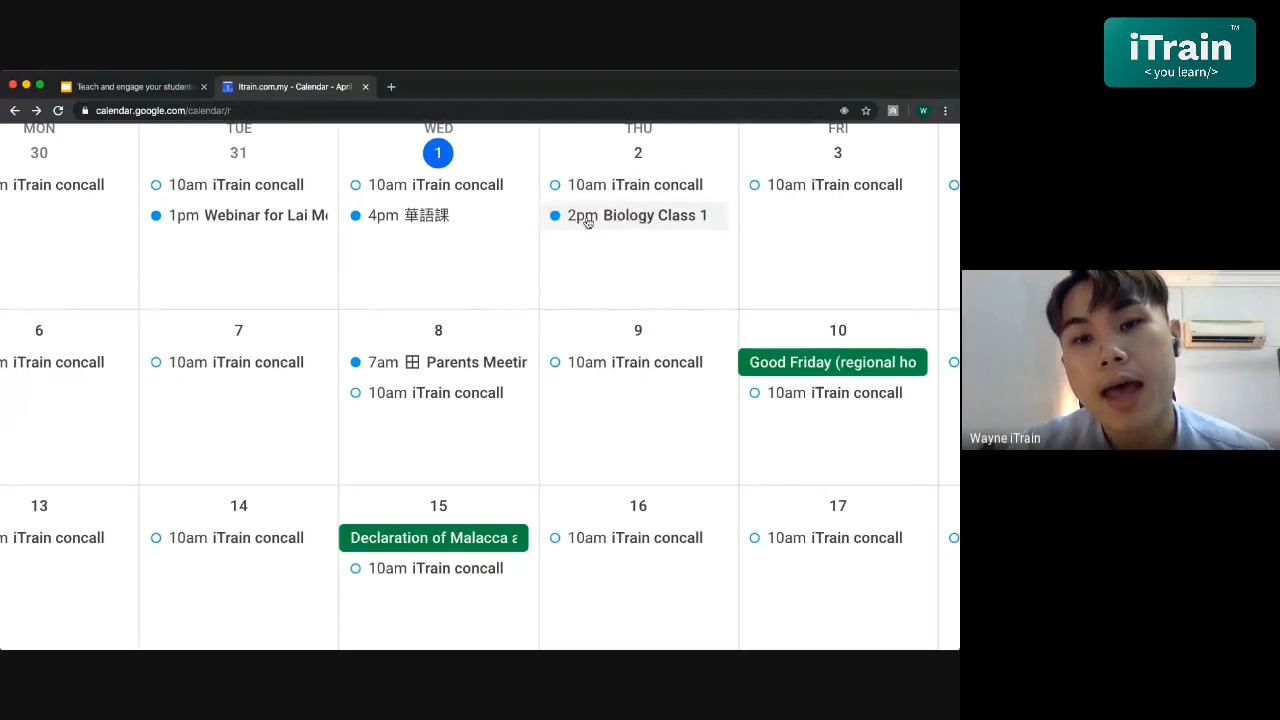 iTrain™
< you learn/>
Teach and engage your student
Itrain.com.my - Calendar - April
calendar.google.com/calendar/r
W
MON TUE WED THU FRI
30 31 1 2 3
m iTrain concall 10am iTrain concall 10am iTrain concall 10am iTrain concall 10am iTrain concall
1pm Webinar for Lai Me 4pm 華語課 2pm Biology Class 1
6 7 8 9 10
m iTrain concall 10am iTrain concall 7am Parents Meetin 10am iTrain concall Good Friday (regional ho
10am iTrain concall 10am iTrain concall
13 14 15 16 17
m iTrain concall 10am iTrain concall Declaration of Malacca a 10am iTrain concall 10am iTrain concall
10am iTrain concall
Wayne iTrain